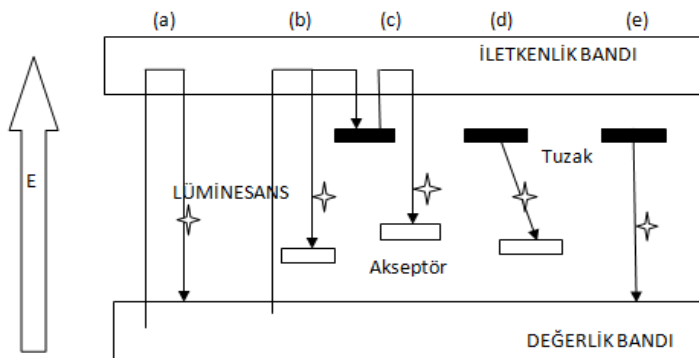 (a) (b) (c) (d) (e)
İLETKENLİK BANDI
E
Tuzak
LÜMİNESANS
Akseptör
DEĞERLİK BANDI